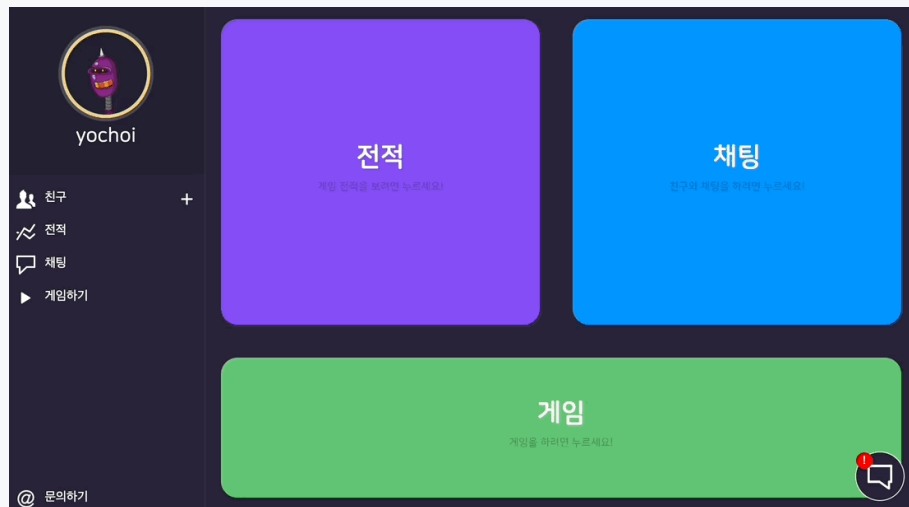 yochoi
친구 +
전적
채팅
게임하기
@ 문의하기
전적
게임 전적을 보려면 누르세요!
채팅
친구와 채팅을 하려면 누르세요!
게임
게임을 하려면 누르세요!
!